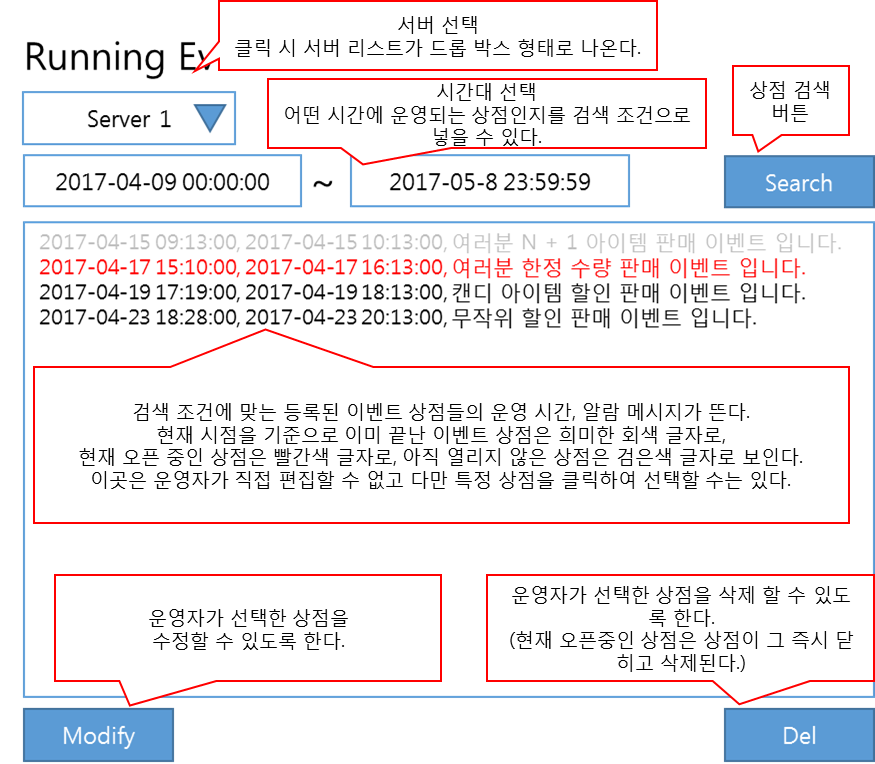 서버 선택
클릭 시 서버 리스트가 드롭 박스 형태로 나온다.
Running
Server 1
시간대 선택
어떤 시간에 운영되는 상점인지를 검색 조건으로
넣을 수 있다.
상점 검색
버튼
2017-04-09 00:00:00 ~ 2017-05-8 23:59:59
Search
2017-04-15 09:13:00, 2017-04-15 10:13:00, 여러분 N + 1 아이템 판매 이벤트 입니다.
2017-04-17 15:10:00, 2017-04-17 16:13:00, 여러분 한정 수량 판매 이벤트 입니다.
2017-04-19 17:19:00, 2017-04-19 18:13:00, 캔디 아이템 할인 판매 이벤트 입니다.
2017-04-23 18:28:00, 2017-04-23 20:13:00, 무작위 할인 판매 이벤트 입니다.
검색 조건에 맞는 등록된 이벤트 상점들의 운영 시간, 알람 메시지가 뜬다.
현재 시점을 기준으로 이미 끝난 이벤트 상점은 희미한 회색 글자로,
현재 오픈 중인 상점은 빨간색 글자로, 아직 열리지 않은 상점은 검은색 글자로 보인다.
이곳은 운영자가 직접 편집할 수 없고 다만 특정 상점을 클릭하여 선택할 수는 있다.
운영자가 선택한 상점을
수정할 수 있도록 한다.
운영자가 선택한 상점을 삭제 할 수 있도
록 한다.
(현재 오픈중인 상점은 상점이 그 즉시 닫
히고 삭제된다.)
Modify
Del